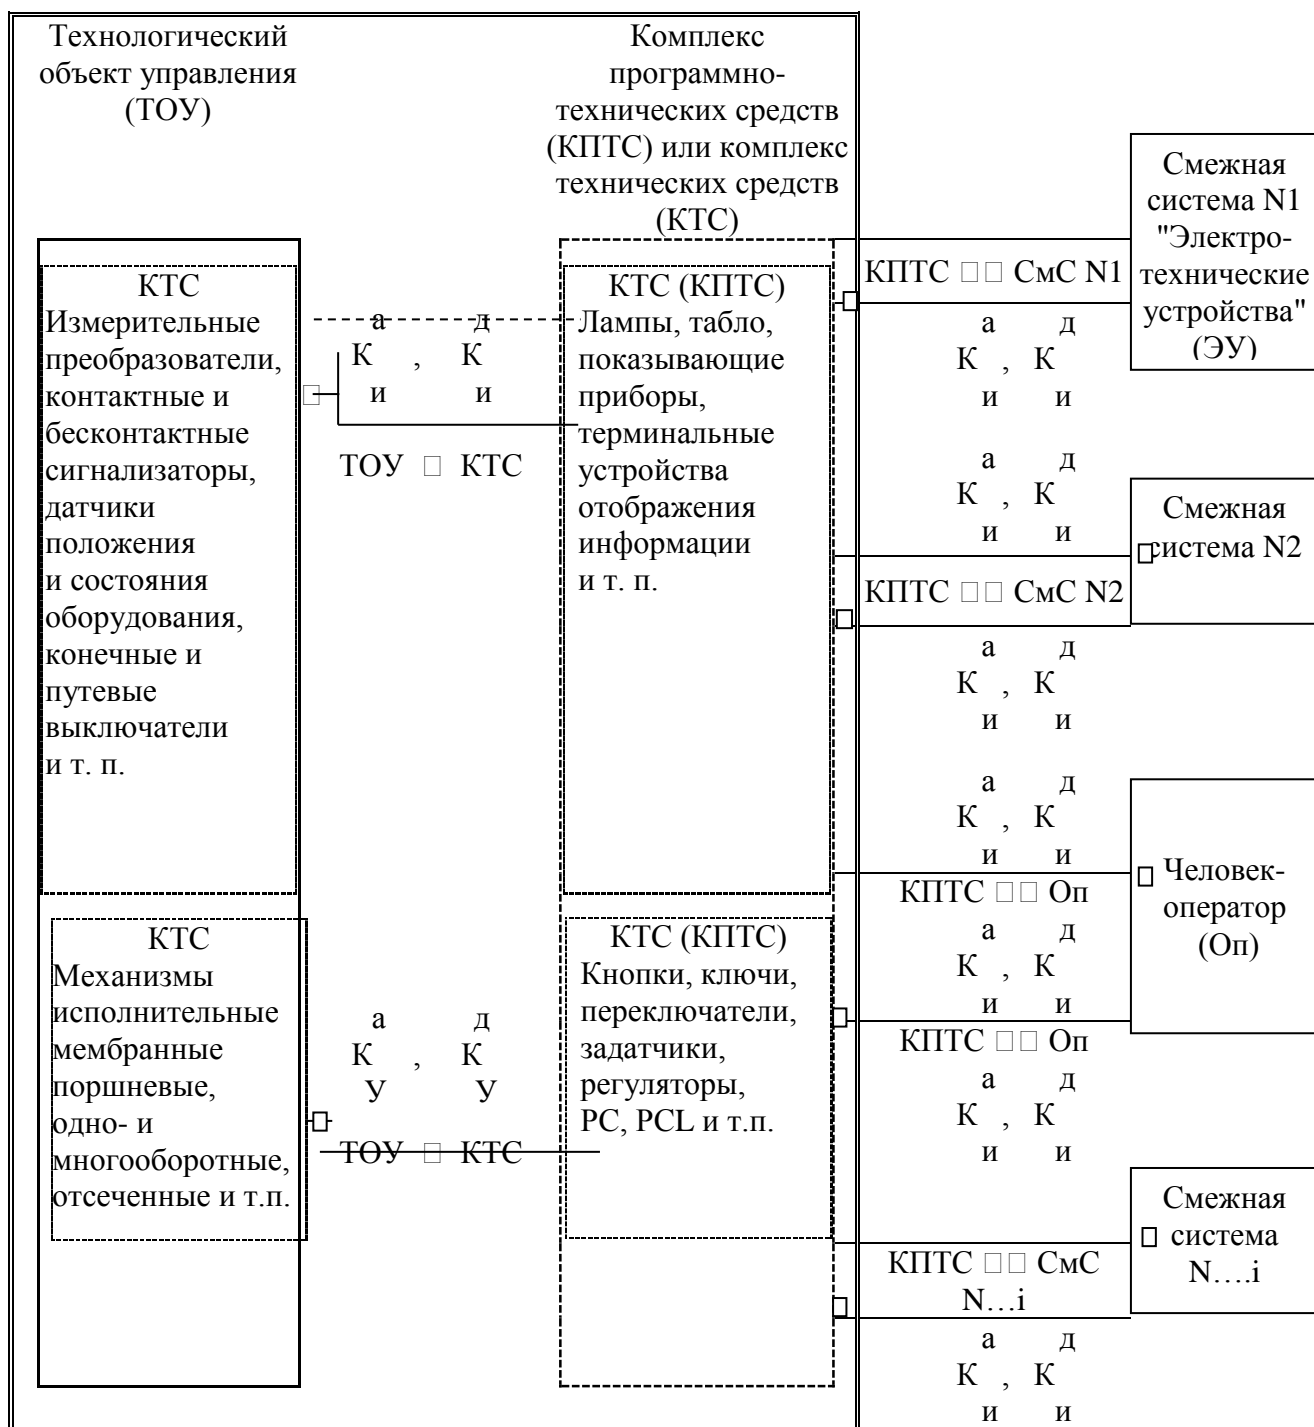 Технологический
объект управления
(ТОУ)
Комплекс
программно-
технических средств
(КПТС) или комплекс
технических средств
(КТС)
КТС
Измерительные
преобразователи,
контактные и
бесконтактные
сигнализаторы,
датчики
положения
и состояния
оборудования,
конечные и
путевые
выключатели
и т. п.
а д
К , К
и и
ТОУ □ КТС
КТС (КПТС)
Лампы, табло,
показывающие
приборы,
терминальные
устройства
отображения
информации
и т. п.
КТС
Механизмы
исполнительные
мембранные
поршневые,
одно- и
многооборотные,
отсеченные и т.п.
а д
К , К
У У
ТОУ □ КТС
КТС (КПТС)
Кнопки, ключи,
переключатели,
задатчики,
регуляторы,
PC, PCL и т.п.
КПТС □□ СмС N1
а д
К , К
и и
а д
К , К
и и
КПТС □□ СмС N2
а д
К , К
и и
а д
К , К
и и
КПТС □□ Оп
а д
К , К
и и
КПТС □□ Оп
а д
К , К
и и
КПТС □□ СмС
N...i
а д
К , К
и и
Смежная
система N1
"Электро-
технические
устройства"
(ЭУ)
Смежная
система N2
Человек-
оператор
(Оп)
Смежная
система
N….i